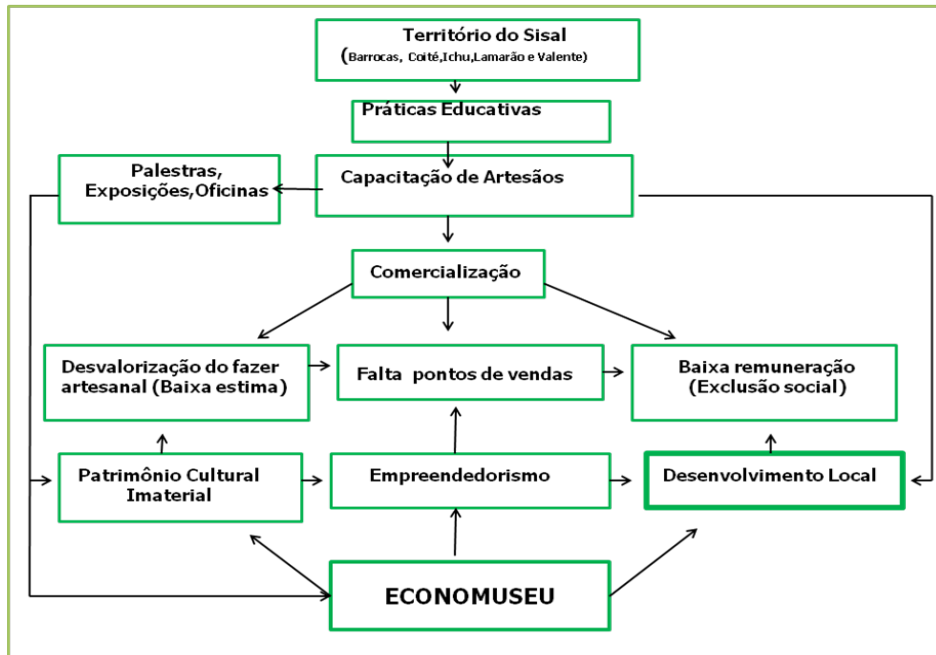 Território do Sisal
(Barrocas, Coité,Ichu,Lamarão e Valente)
Práticas Educativas
Palestras,
Exposições,Oficinas
Capacitação de Artesãos
Comercialização
Desvalorização do fazer
artesanal (Baixa estima)
Falta pontos de vendas
Baixa remuneração
(Exclusão social)
Patrimônio Cultural
Imaterial
Empreendedorismo
Desenvolvimento Local
ECONOMUSEU